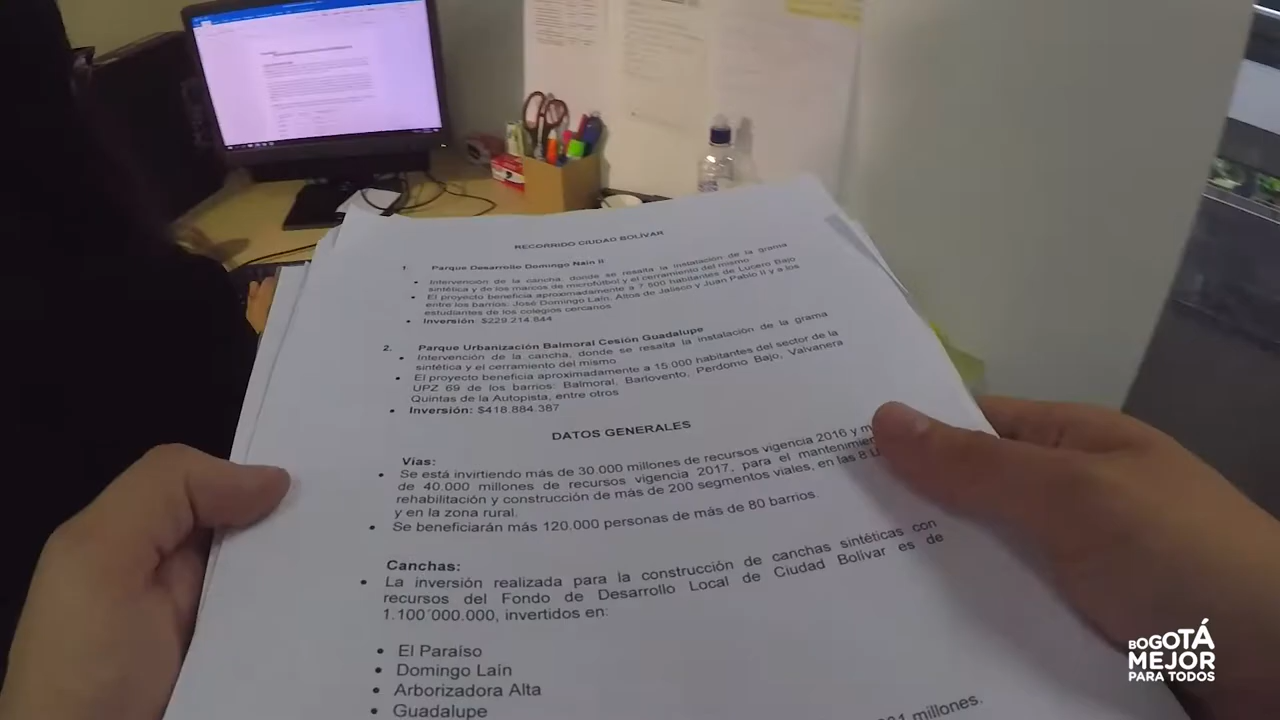 RECORRIDO CIUDAD BOLÍVAR
1. Parque Desarrollo Domingo Nain II
• Intervención de la cancha, donde se resalta la instalación de la grama
sintética y de los marcos de microfútbol y el cerramiento del mismo
• El proyecto beneficia aproximadamente a 7.500 habitantes de Lucero Bajo
entre los barrios: José Domingo Laín, Altos de Jalisco y Juan Pablo II y a los
estudiantes de los colegios cercanos
• Inversión: $229.214.844
2. Parque Urbanización Balmoral Cesión Guadalupe
• Intervención de la cancha, donde se resalta la instalación de la grama
sintética y el cerramiento del mismo
• El proyecto beneficia aproximadamente a 15.000 habitantes del sector de la
UPZ 69 de los barrios: Balmoral, Barlovento, Perdomo Bajo, Valvanera
Quintas de la Autopista, entre otros
• Inversión: $418.884.387
DATOS GENERALES
Vías:
• Se está invirtiendo más de 30.000 millones de recursos vigencia 2016 y m
de 40.000 millones de recursos vigencia 2017, para el mantenimien
rehabilitación y construcción de más de 200 segmentos viales, en las 8
y en la zona rural.
• Se beneficiarán más 120.000 personas de más de 80 barrios.
Canchas:
• La inversión realizada para la construcción de canchas sintéticas con
recursos del Fondo de Desarrollo Local de Ciudad Bolívar es de
1.100´000.000, invertidos en:
• El Paraíso
• Domingo Laín
• Arborizadora Alta
• Guadalupe
millones.
BOGOTÁ
MEJOR
PARA TODOS